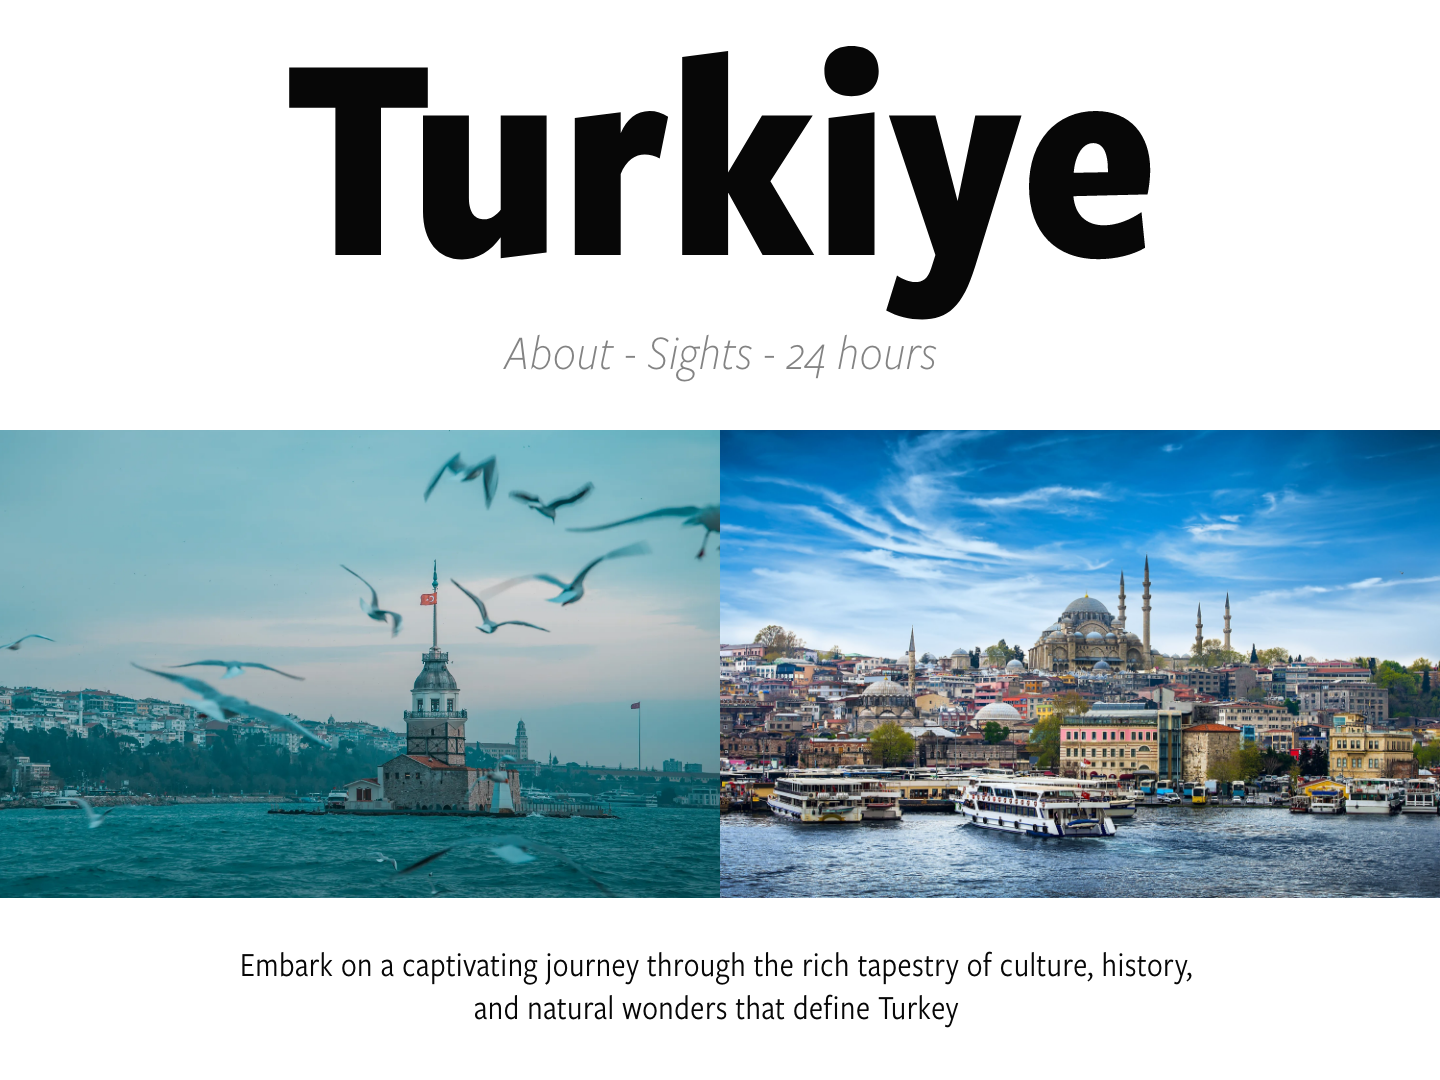 Turkiye
About - Sights - 24 hours
Embark on a captivating journey through the rich tapestry of culture, history,
and natural wonders that define Turkey